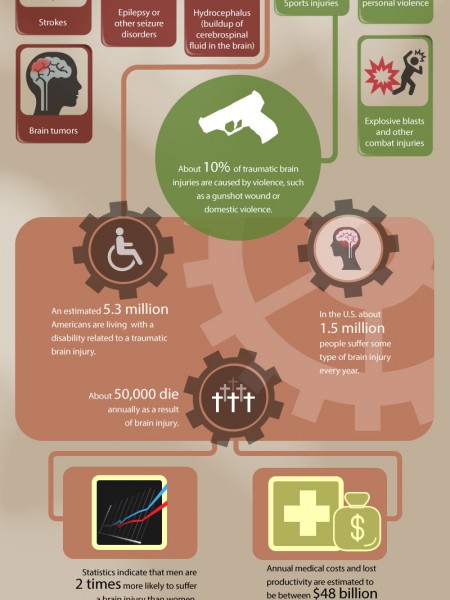 Strokes
Epilepsy or
other seizure
disorders
Hydrocephalus
(buildup of
cerebrospinal
fluid in the brain)
Sports injuries
personal violence
Brain tumors
Explosive blasts
and other
combat injuries
About 10% of traumatic brain
injuries are caused by violence, such
as a gunshot wound or
domestic violence.
An estimated 5.3 million
Americans are living with a
disability related to a traumatic
brain injury.
In the U.S. about
1.5 million
people suffer some
type of brain injury
every year.
About 50,000 die
annually as a result
of brain injury.
$
Statistics indicate that men are
2 times more likely to suffer
a brain injury than women
Annual medical costs and lost
productivity are estimated to
be between $48 billion